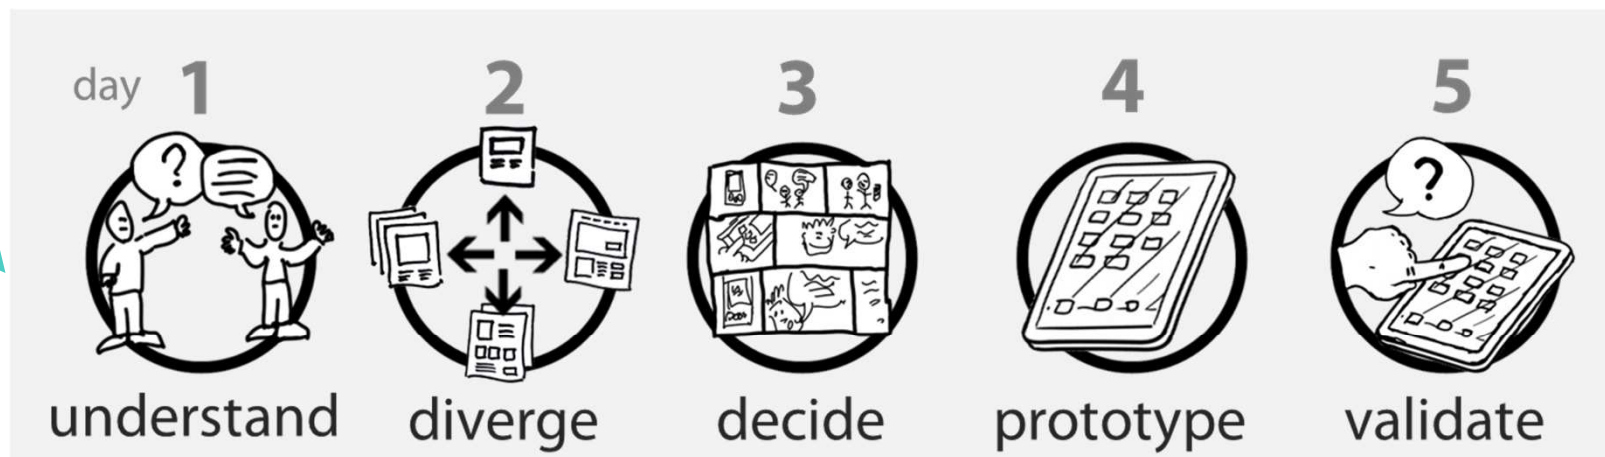 day 1 2 3 4 5
? ?
understand diverge decide prototype validate